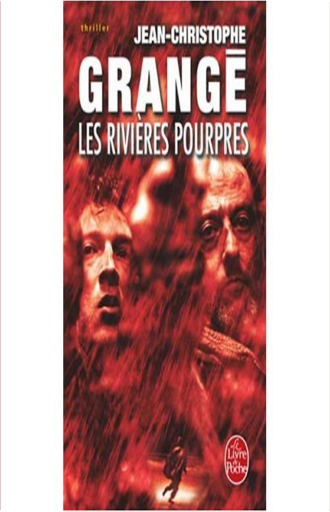 thriller
JEAN-CHRISTOPHE
GRANGÉ
LES RIVIÈRES POURPRES
Le
Livre
de
Poche